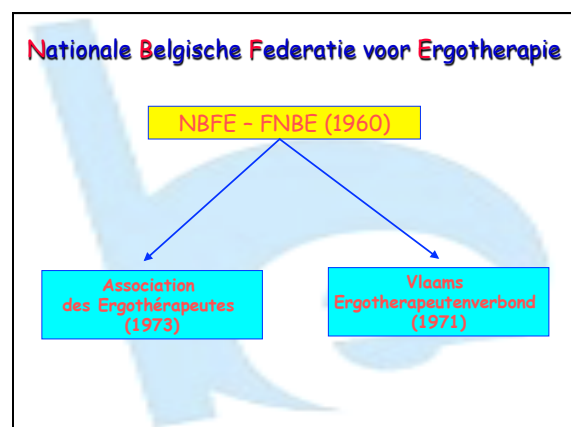 Nationale Belgische Federatie voor Ergotherapie
NBFE – FNBE (1960)
Association
des Ergothérapeutes
(1973)
Vlaams
Ergotherapeutenverbond
(1971)